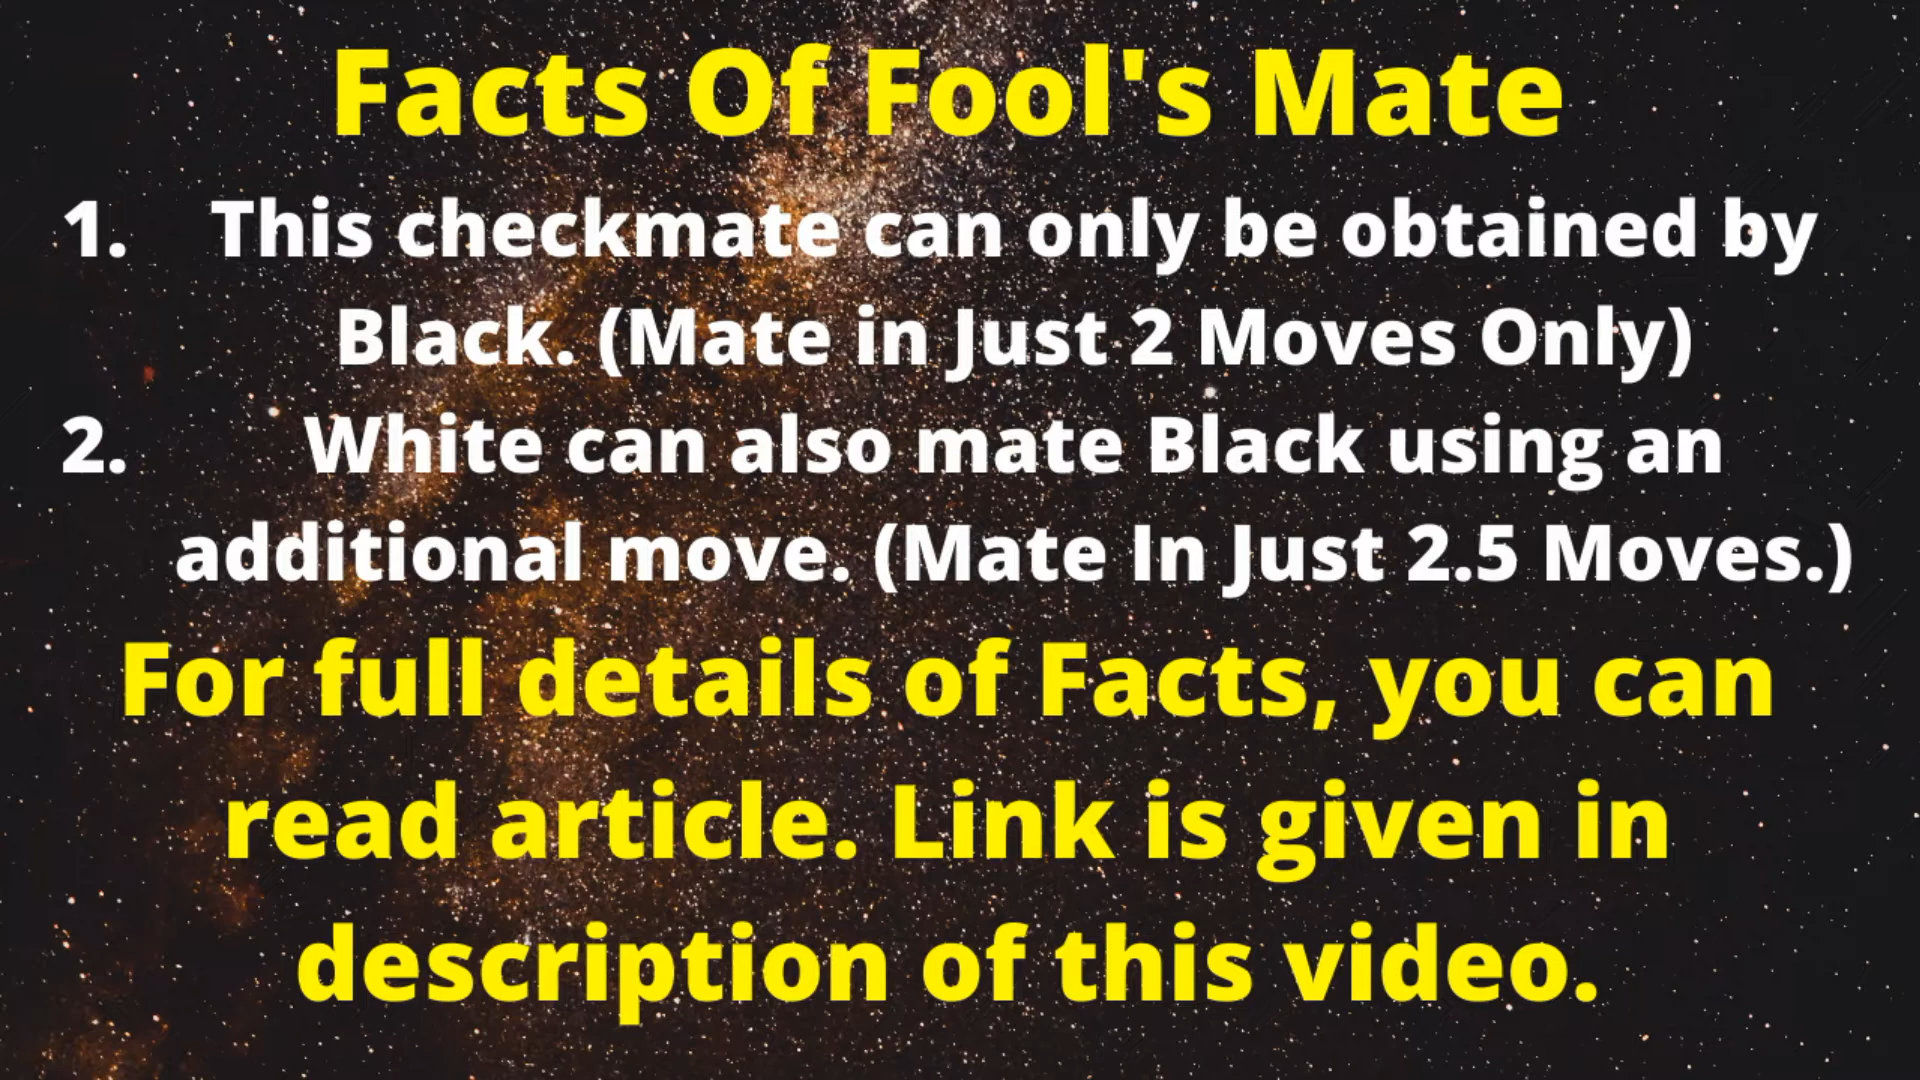 Facts Of Fool's Mate
1. This checkmate can only be obtained by
Black. (Mate in Just 2 Moves Only)
2. White can also mate Black using an
additional move. (Mate In Just 2.5 Moves.)
For full details of Facts, you can
read article. Link is given in
description of this video.